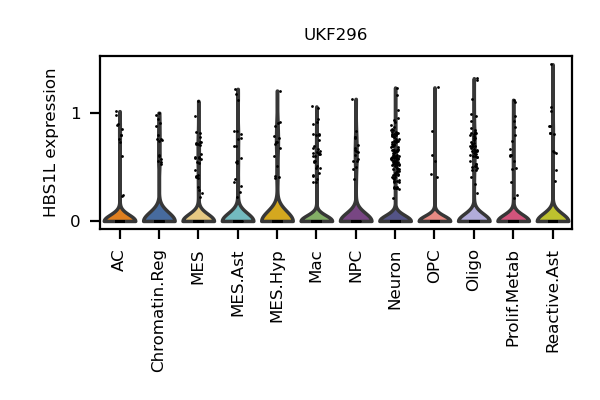 UKF296
HBS1L expression
1
0
AC
Chromatin.Reg
MES
MES.Ast
MES.Hyp
Mac
NPC
Neuron
OPC
Oligo
Prolif.Metab
Reactive.Ast